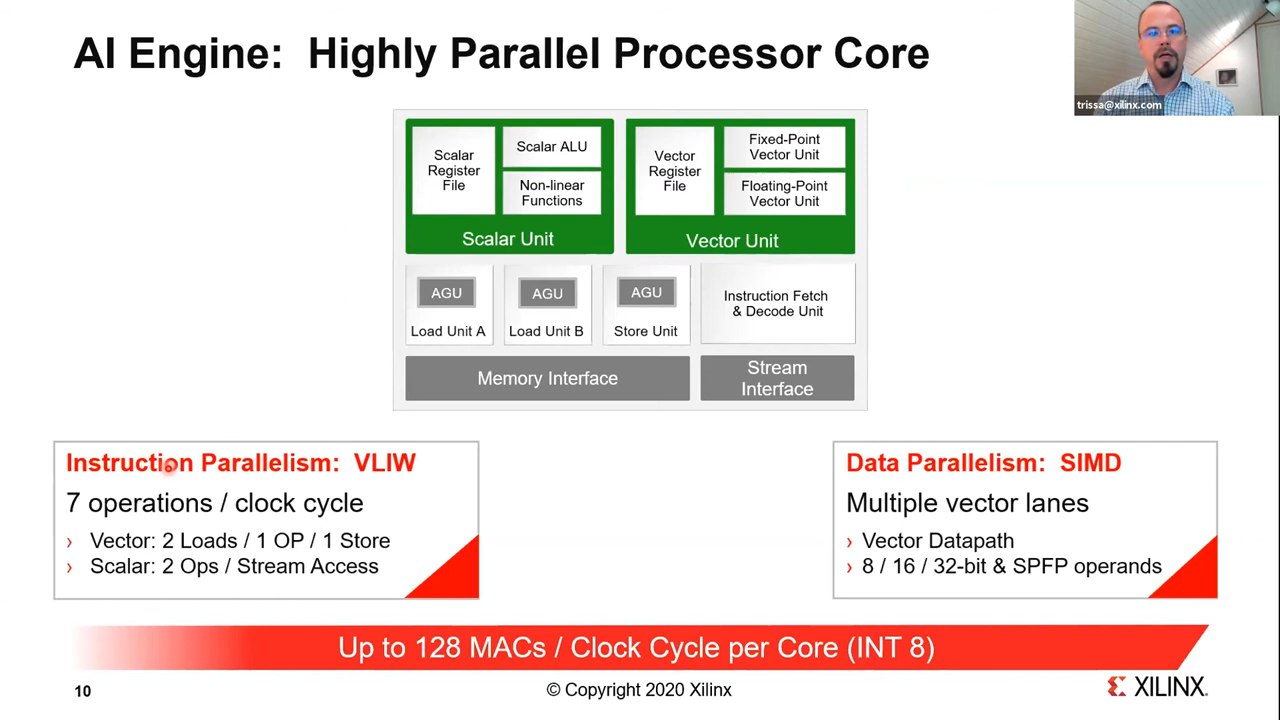 AI Engine: Highly Parallel Processor Core
trissa@xilinx.com
Scalar
Register
File
Scalar ALU
Non-linear
Functions
Scalar Unit
Vector
Register
File
Fixed-Point
Vector Unit
Floating-Point
Vector Unit
Vector Unit
AGU
Load Unit A
AGU
Load Unit B
AGU
Store Unit
Instruction Fetch
& Decode Unit
Memory Interface
Stream
Interface
Instruction Parallelism: VLIW
7 operations / clock cycle
› Vector: 2 Loads / 1 OP / 1 Store
› Scalar: 2 Ops / Stream Access
Data Parallelism: SIMD
Multiple vector lanes
› Vector Datapath
› 8 / 16 / 32-bit & SPFP operands
Up to 128 MACs / Clock Cycle per Core (INT 8)
10
© Copyright 2020 Xilinx
XILINX.